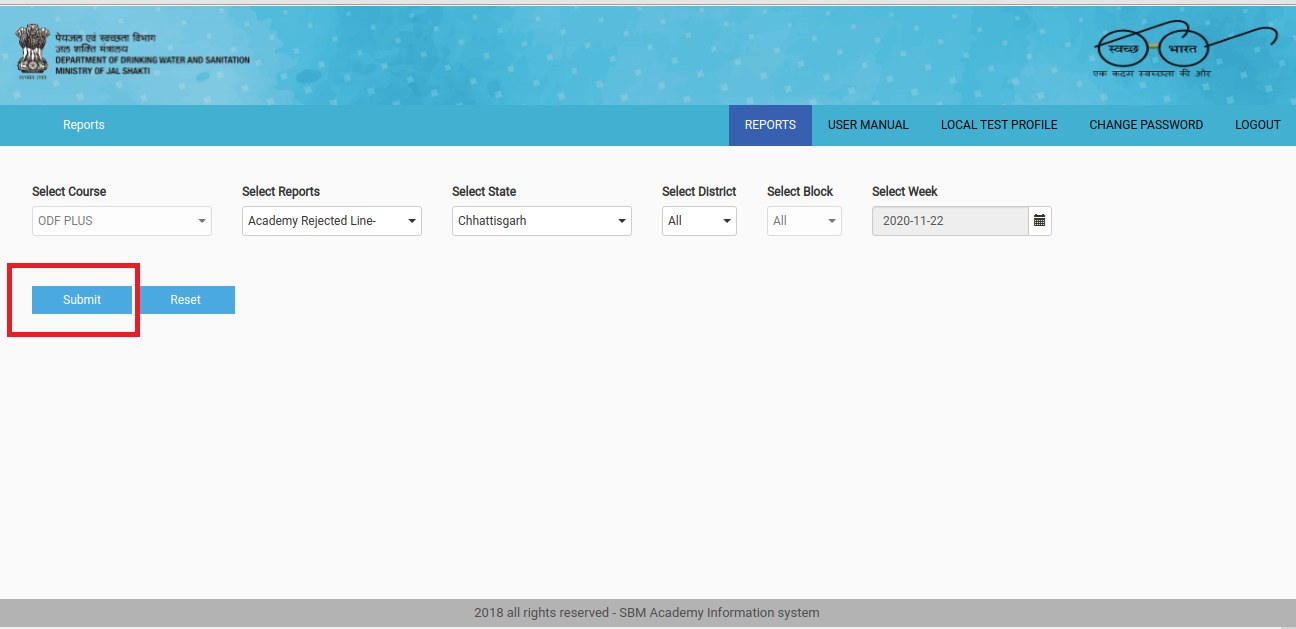 पेयजल एवं स्वच्छता विभाग
जल शक्ति मंत्रालय
DEPARTMENT OF DRINKING WATER AND SANITATION
MINISTRY OF JAL SHAKTI
सत्यमेव जयते
स्वच्छ भारत
एक कदम स्वच्छता की ओर
Reports
REPORTS
USER MANUAL
LOCAL TEST PROFILE
CHANGE PASSWORD
LOGOUT
Select Course
Select Reports
Select State
Select District
Select Block
Select Week
ODF PLUS
Academy Rejected Line-
Chhattisgarh
All
All
2020-11-22
Submit
Reset
2018 all rights reserved - SBM Academy Information system